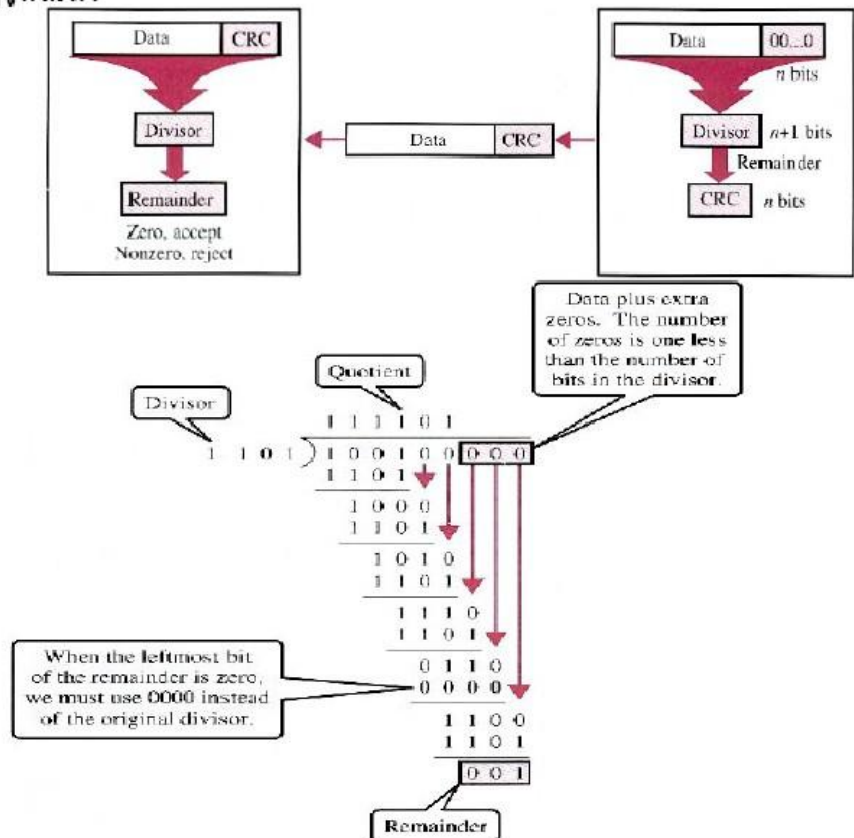 Data CRC
Divisor
Remainder
Zero, accept
Nonzero, reject
Data CRC
Data 00...0
n bits
Divisor n+1 bits
Remainder
CRC n bits
Data plus extra
zeros. The number
of zeros is one less
than the number of
bits in the divisor.
Quotient
Divisor
1 1 1 1 0 1
1 1 0 1 ) 1 0 0 1 0 0 0 0 0
1 1 0 1
1 0 0 0
1 1 0 1
1 0 1 0
1 1 0 1
1 1 1 0
1 1 0 1
0 1 1 0
0 0 0 0
When the leftmost bit
of the remainder is zero,
we must use 0000 instead
of the original divisor.
1 1 0 0
1 1 0 1
0 0 1
Remainder